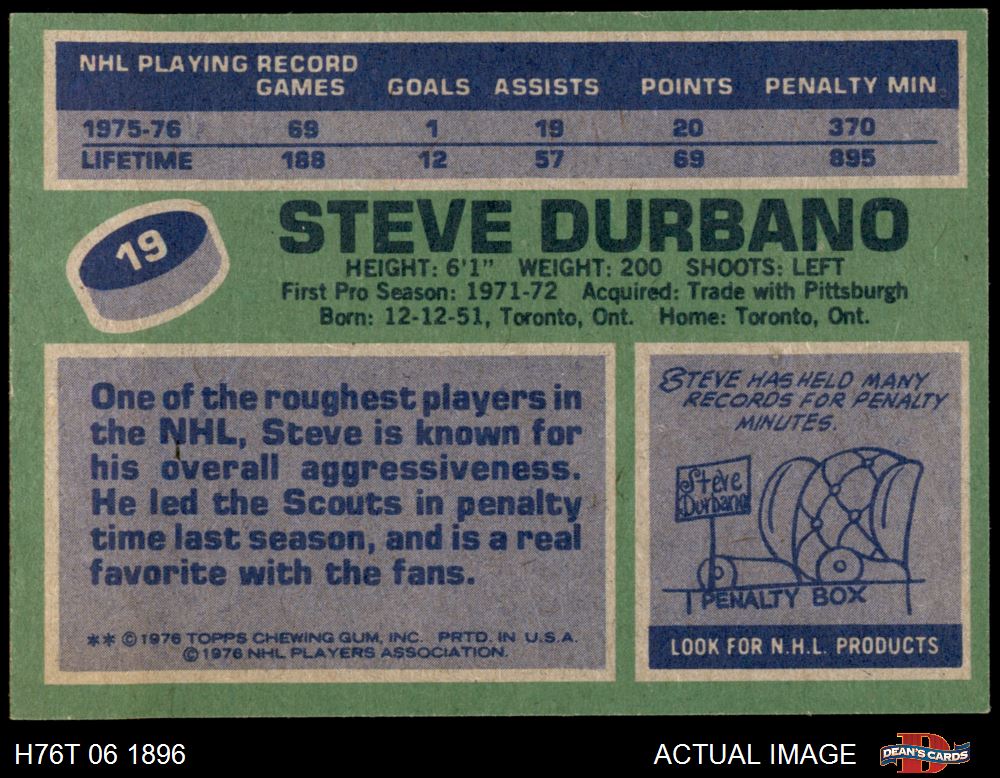 NHL PLAYING RECORD
GAMES GOALS ASSISTS POINTS PENALTY MIN.
1975-76 69 1 19 20 370
LIFETIME 188 12 57 69 895
19
STEVE DURBANO
HEIGHT: 6'1" WEIGHT: 200 SHOOTS: LEFT
First Pro Season: 1971-72 Acquired: Trade with Pittsburgh
Born: 12-12-51, Toronto, Ont. Home: Toronto, Ont.
One of the roughest players in
the NHL, Steve is known for
his overall aggressiveness.
He led the Scouts in penalty
time last season, and is a real
favorite with the fans.
** © 1976 TOPPS CHEWING GUM, INC. PRTD. IN U.S.A.
© 1976 NHL PLAYERS ASSOCIATION.
STEVE HAS HELD MANY
RECORDS FOR PENALTY
MINUTES.
Steve
Durbano
PENALTY BOX
LOOK FOR N.H.L. PRODUCTS
H76T 06 1896 ACTUAL IMAGE
DEAN'S CARDS